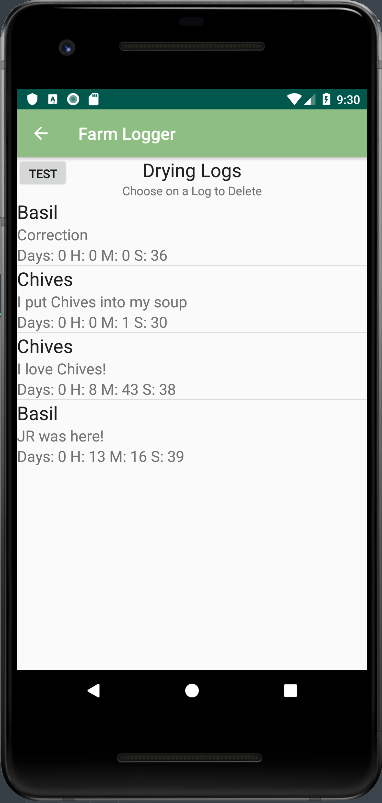 9:30
Farm Logger
TEST
Drying Logs
Choose on a Log to Delete
Basil
Correction
Days: 0 H: 0 M: 0 S: 36
Chives
I put Chives into my soup
Days: 0 H: 0 M: 1 S: 30
Chives
I love Chives!
Days: 0 H: 8 M: 43 S: 38
Basil
JR was here!
Days: 0 H: 13 M: 16 S: 39